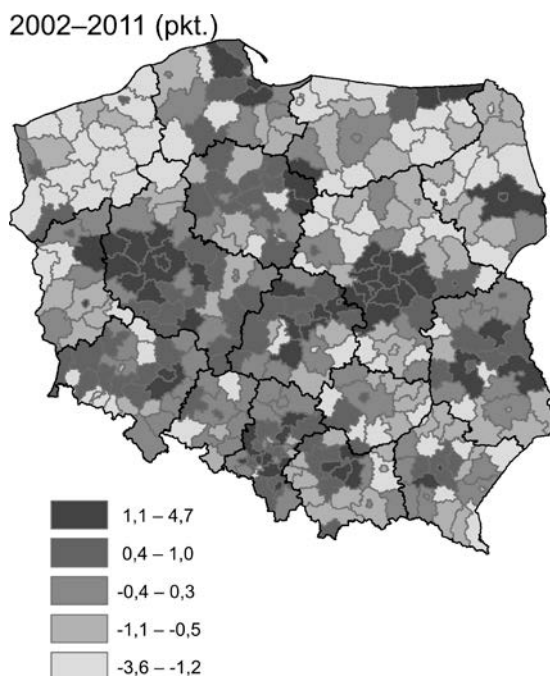 2002–2011 (pkt.)
1,1 – 4,7
0,4 – 1,0
-0,4 – 0,3
-1,1 – -0,5
-3,6 – -1,2